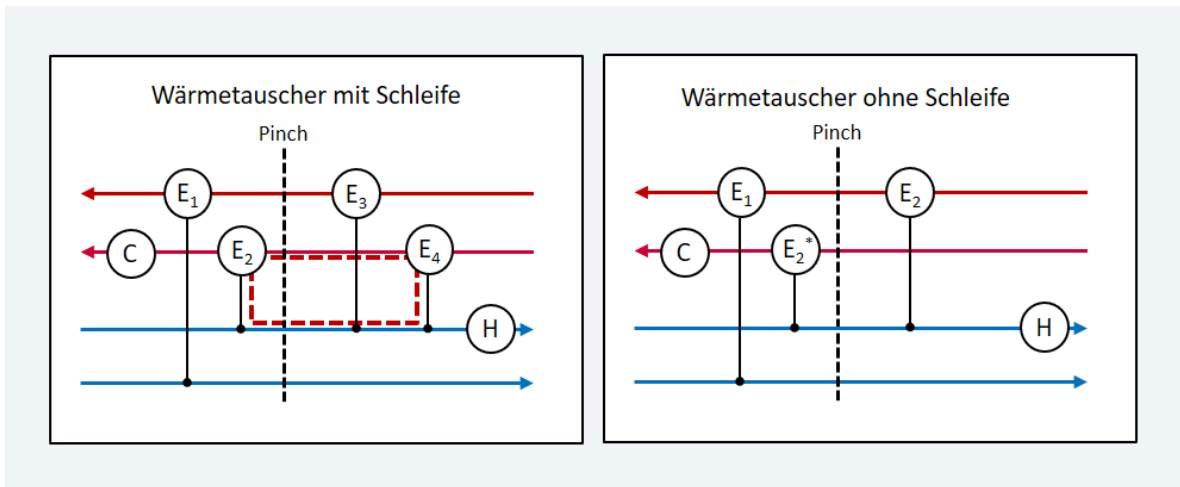 Wärmetauscher mit Schleife
Pinch
E1
E3
C
E2
E4
H
Wärmetauscher ohne Schleife
Pinch
E1
E2
C
E2*
H